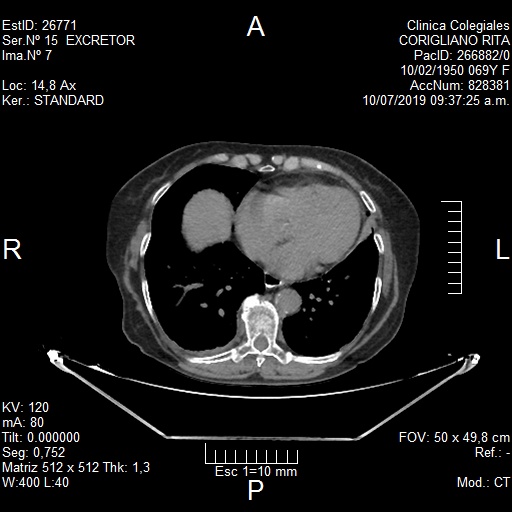 EstID: 26771
Ser.Nº 15 EXCRETOR
Ima.Nº 7
Loc: 14,8 Ax
Ker.: STANDARD
A
Clinica Colegiales
CORIGLIANO RITA
PacID: 266882/0
10/02/1950 069Y F
AccNum: 828381
10/07/2019 09:37:25 a.m.
R
L
KV: 120
mA: 80
Tilt: 0.000000
Seg: 0,752
Matriz 512 x 512 Thk: 1,3
W:400 L:40
Esc 1=10 mm
P
FOV: 50 x 49,8 cm
Ref.: -
Mod.: CT